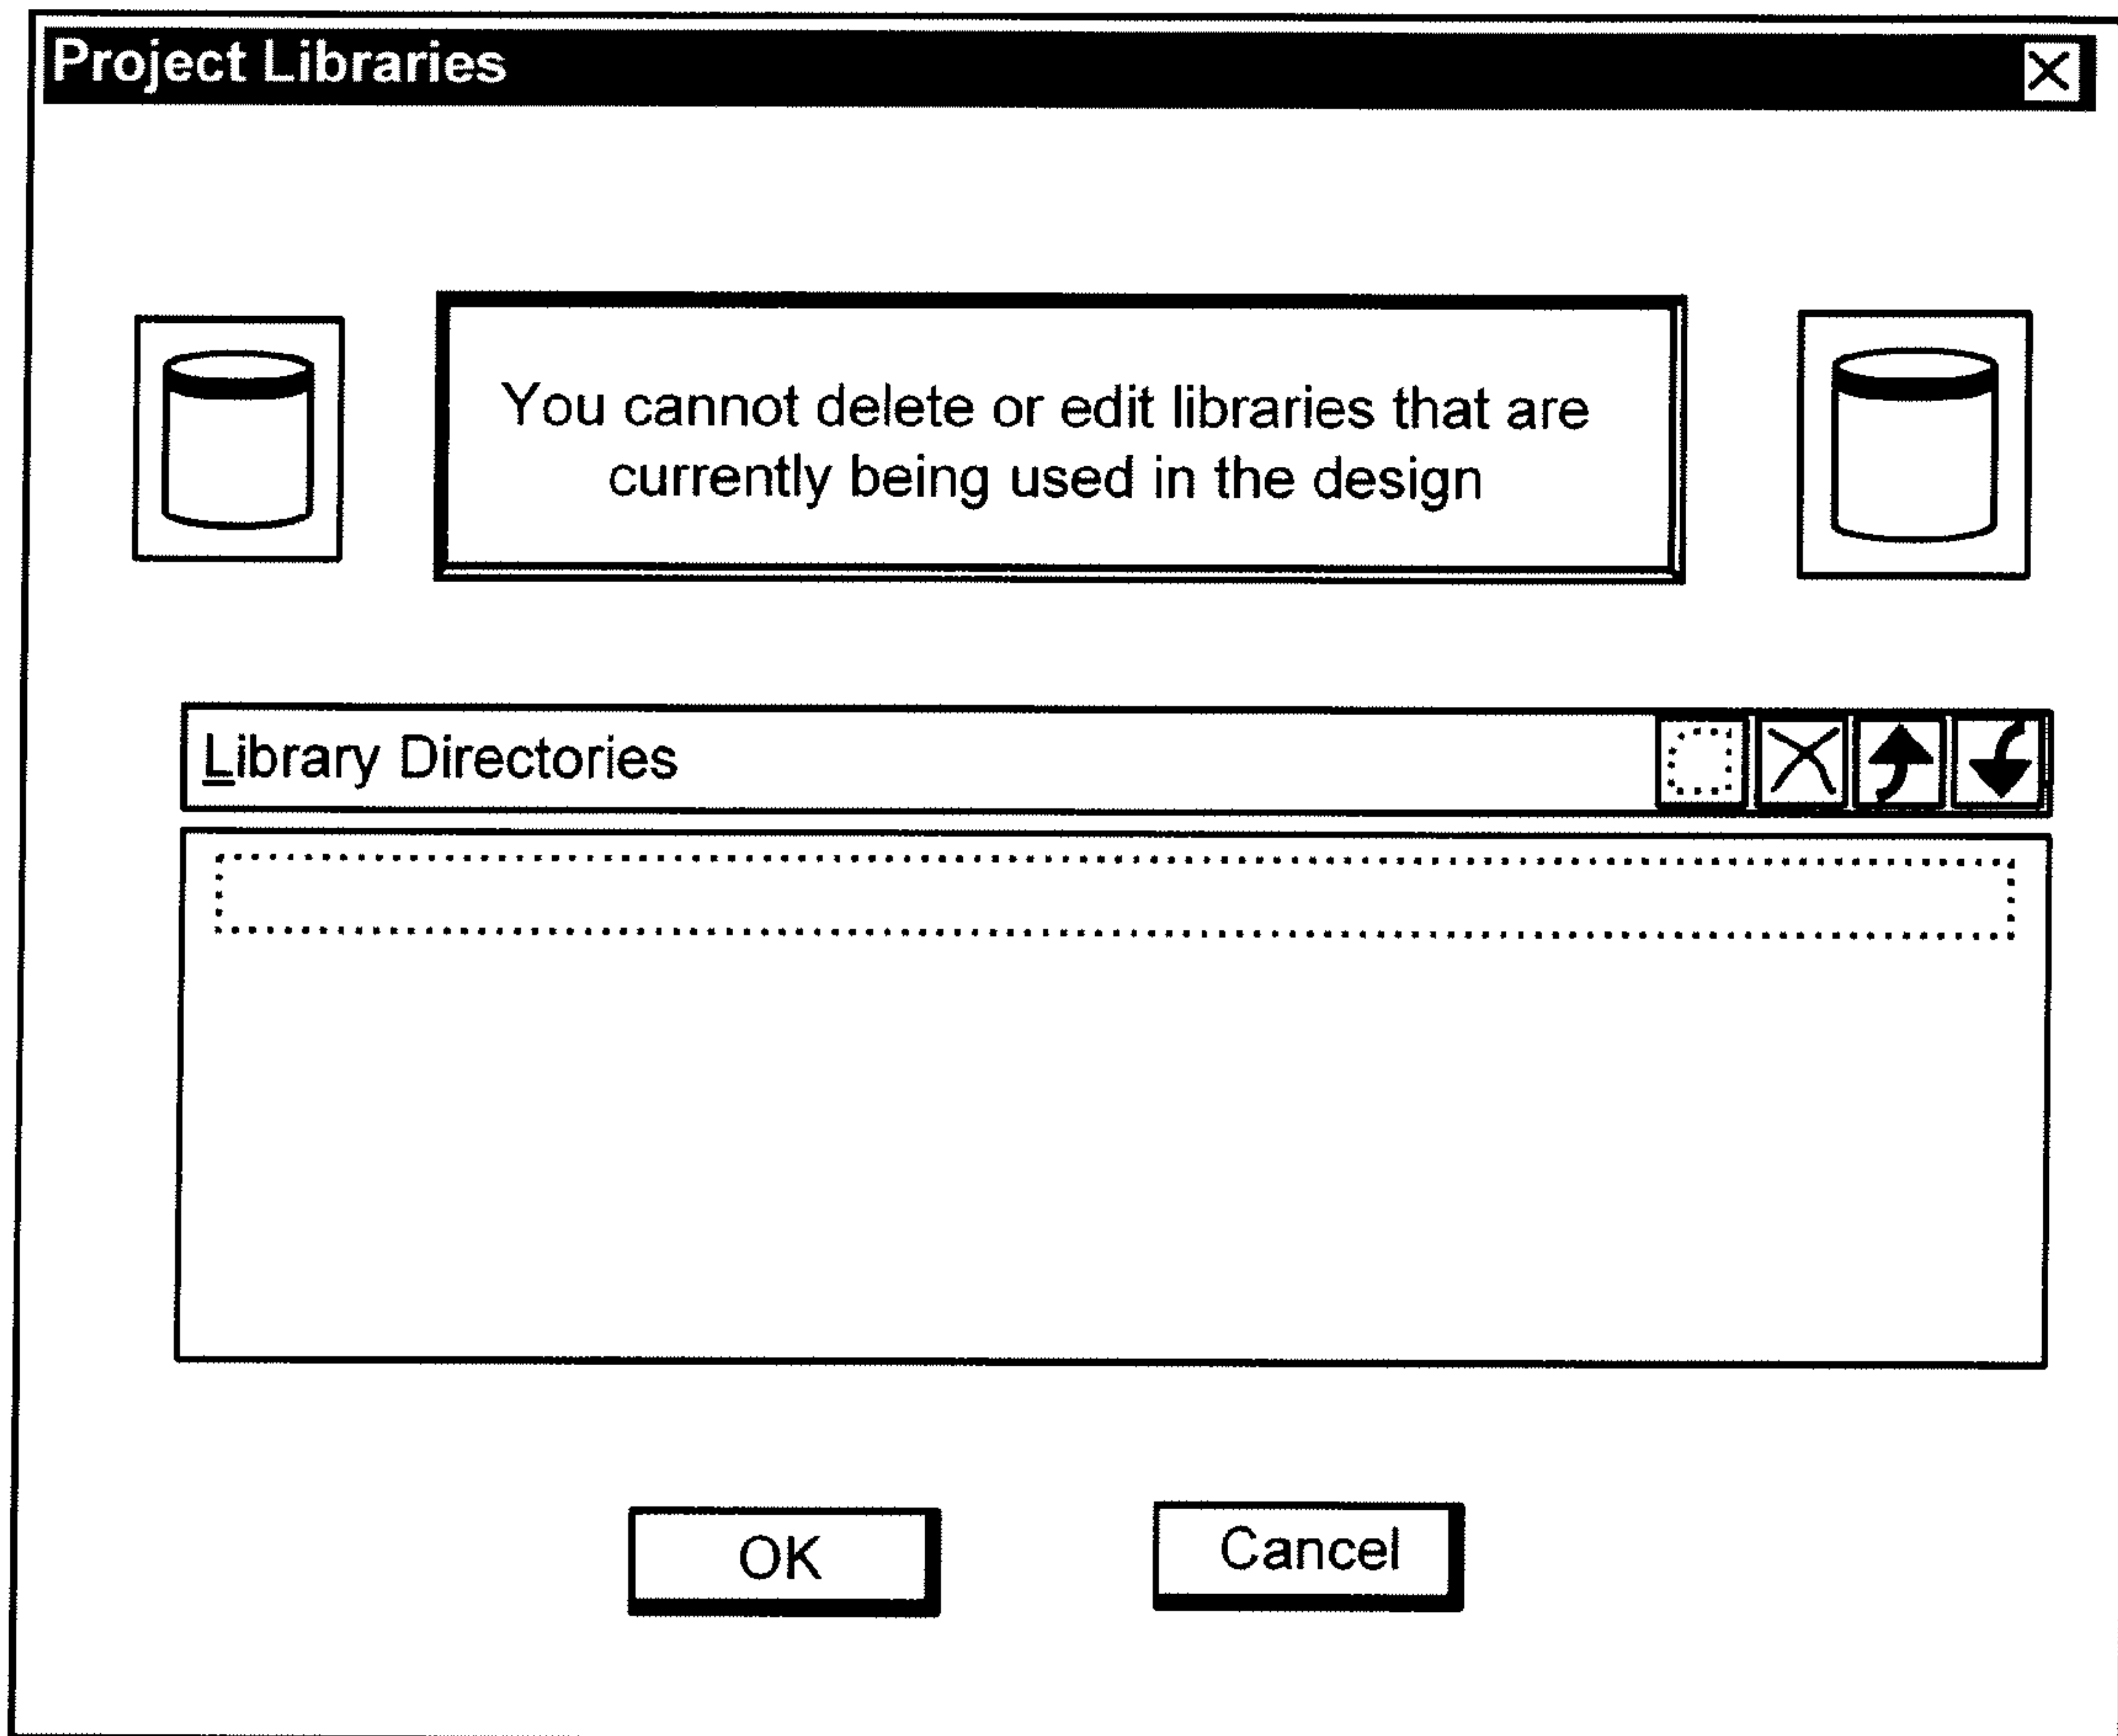 Project Libraries
You cannot delete or edit libraries that are
currently being used in the design
Library Directories
OK
Cancel